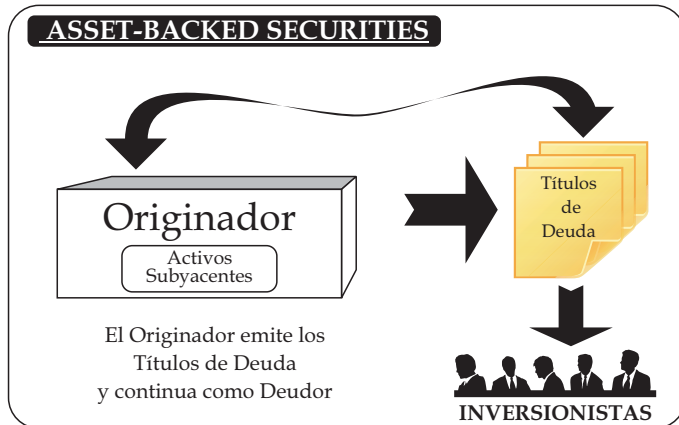 ASSET-BACKED SECURITIES
Originador
Activos
Subyacentes
Títulos
de
Deuda
El Originador emite los
Títulos de Deuda
y continua como Deudor
INVERSIONISTAS